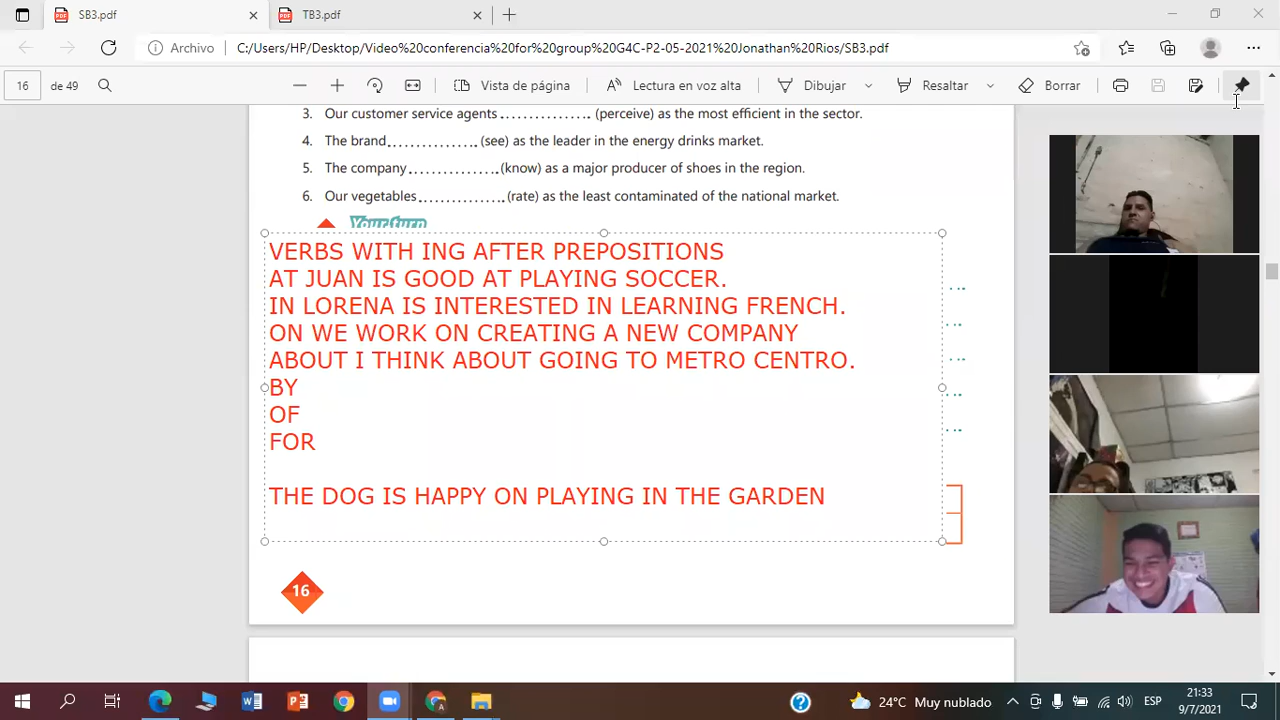 SB3.pdf
TB3.pdf
Archivo
C:/Users/HP/Desktop/Video%20conferencia%20for%20group%20G4C-P2-05-2021%20Jonathan%20Rios/SB3.pdf
16 de 49
Vista de página
Lectura en voz alta
Dibujar
Resaltar
Borrar
3. Our customer service agents .............. (perceive) as the most efficient in the sector.
4. The brand.............. (see) as the leader in the energy drinks market.
5. The company ..............(know) as a major producer of shoes in the region.
6. Our vegetables ..............(rate) as the least contaminated of the national market.
Your turn
VERBS WITH ING AFTER PREPOSITIONS
AT JUAN IS GOOD AT PLAYING SOCCER.
IN LORENA IS INTERESTED IN LEARNING FRENCH.
ON WE WORK ON CREATING A NEW COMPANY
ABOUT I THINK ABOUT GOING TO METRO CENTRO.
BY
OF
FOR
THE DOG IS HAPPY ON PLAYING IN THE GARDEN
16
24°C Muy nublado
ESP
21:33
9/7/2021